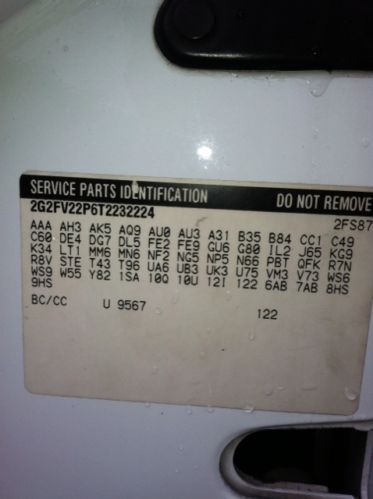 SERVICE PARTS IDENTIFICATION DO NOT REMOVE
2G2FV22P6T2232224 2FS87
AAA AH3 AK5 AQ9 AU0 AU3 A31 B35 B84 CC1 C49
C60 DE4 DG7 DL5 FE2 FE9 GU6 G80 IL2 J65 KG9
K34 LT1 MM6 MN6 NF2 NG5 NP5 N66 PBT QFK R7N
R8V STE T43 T96 UA6 UB3 UK3 U75 VM3 V73 WS6
WS9 W55 Y82 1SA 10Q 10U 12I 122 6AB 7AB 8HS
9HS
BC/CC U 9567 122